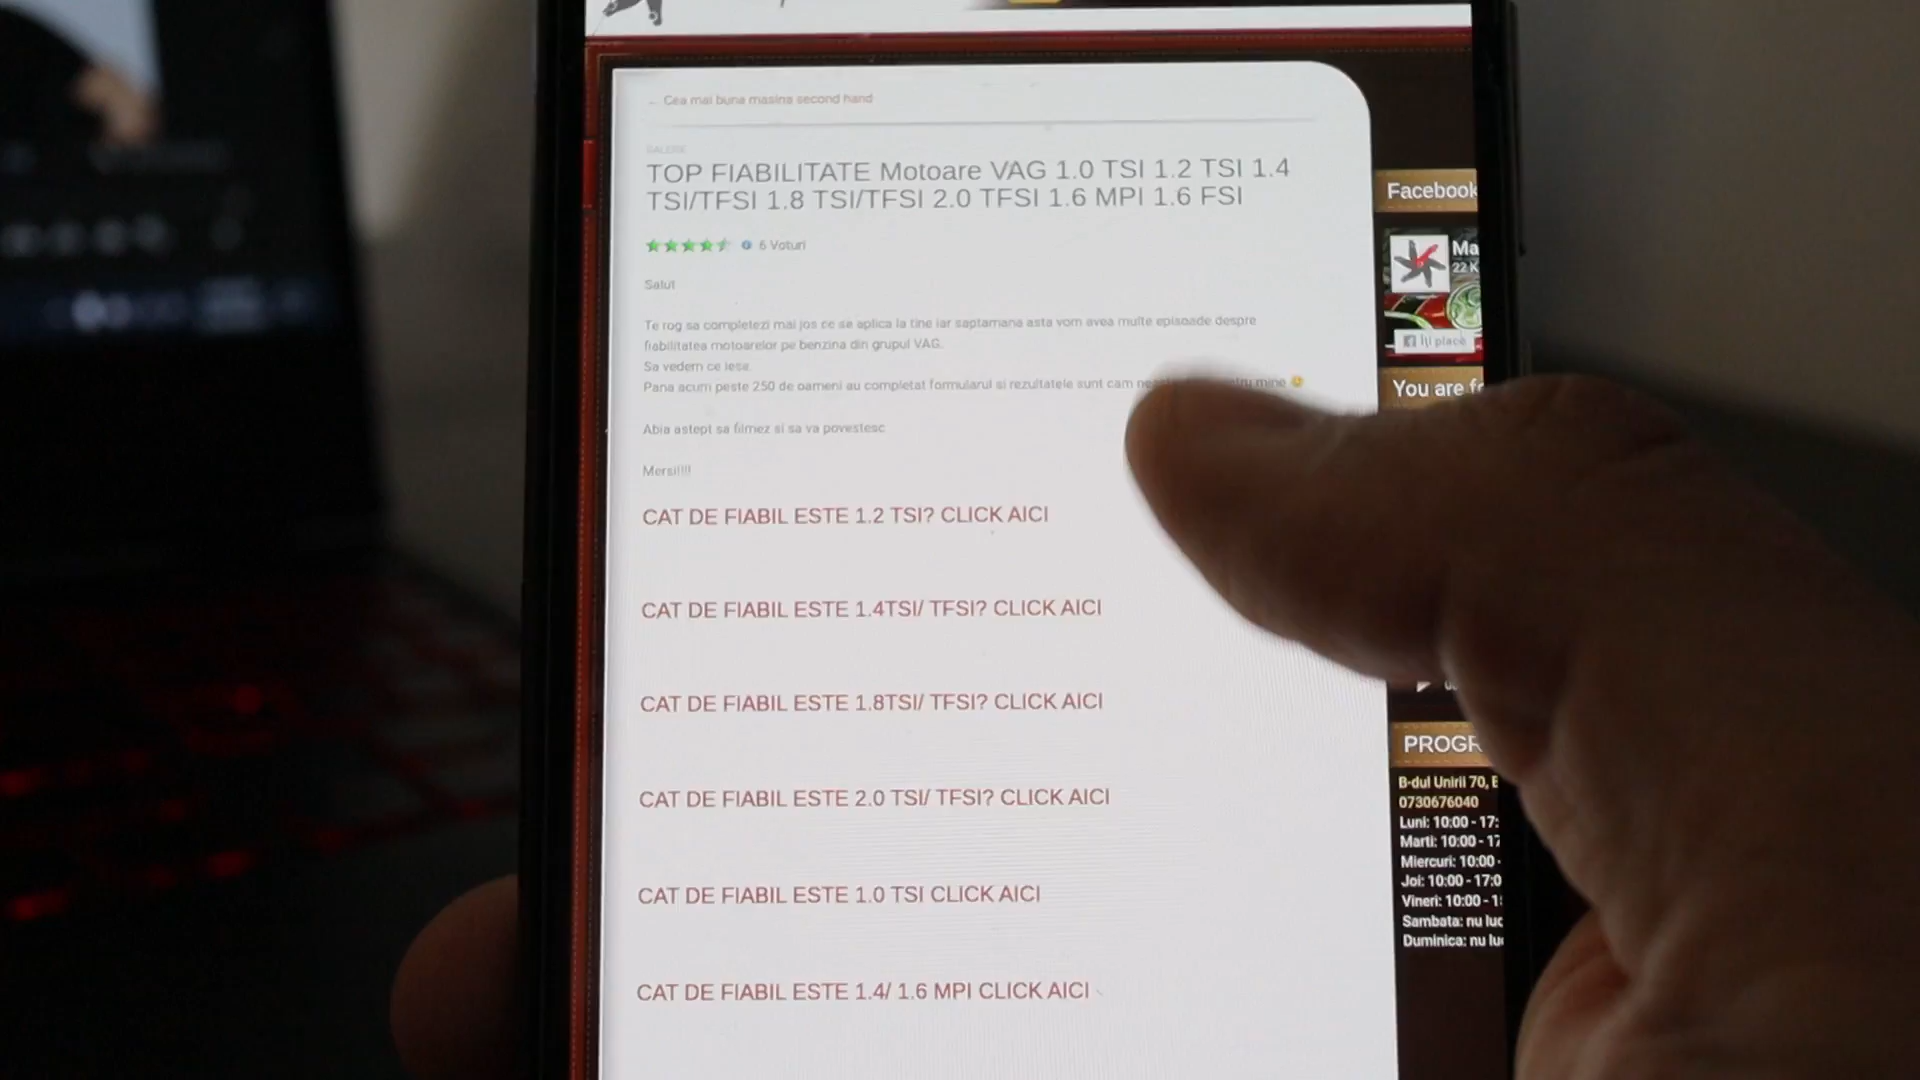 ← Cea mai buna masina second hand
GALERIE
TOP FIABILITATE Motoare VAG 1.0 TSI 1.2 TSI 1.4
TSI/TFSI 1.8 TSI/TFSI 2.0 TFSI 1.6 MPI 1.6 FSI
6 Voturi
Salut
Te rog sa completezi mai jos ce se aplica la tine iar saptamana asta vom avea multe episoade despre
fiabilitatea motoarelor pe benzina din grupul VAG.
Sa vedem ce iese.
Pana acum peste 250 de oameni au completat formularul si rezultatele sunt cam mine
Abia astept sa filmez si sa va povestesc
Mersi!!!!
CAT DE FIABIL ESTE 1.2 TSI? CLICK AICI
CAT DE FIABIL ESTE 1.4TSI/ TFSI? CLICK AICI
CAT DE FIABIL ESTE 1.8TSI/ TFSI? CLICK AICI
CAT DE FIABIL ESTE 2.0 TSI/ TFSI? CLICK AICI
CAT DE FIABIL ESTE 1.0 TSI CLICK AICI
CAT DE FIABIL ESTE 1.4/ 1.6 MPI CLICK AICI
Facebook
Ma
22 K
Îți place
You are fr
PROGR
B-dul Unirii 70, B
0730676040
Luni: 10:00 - 17:
Marti: 10:00 - 17
Miercuri: 10:00 -
Joi: 10:00 - 17:0
Vineri: 10:00 - 1
Sambata: nu luc
Duminica: nu lu